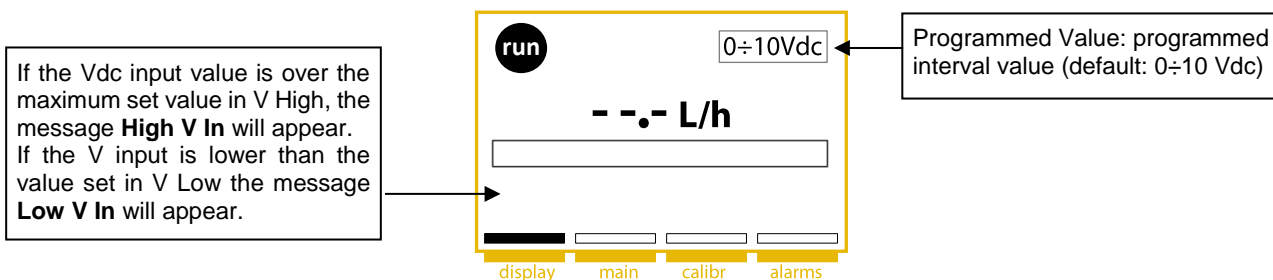 If the Vdc input value is over the
maximum set value in V High, the
message High V In will appear.
If the V input is lower than the
value set in V Low the message
Low V In will appear.
run
0÷10Vdc
- -.- L/h
display main calibr alarms
Programmed Value: programmed
interval value (default: 0÷10 Vdc)